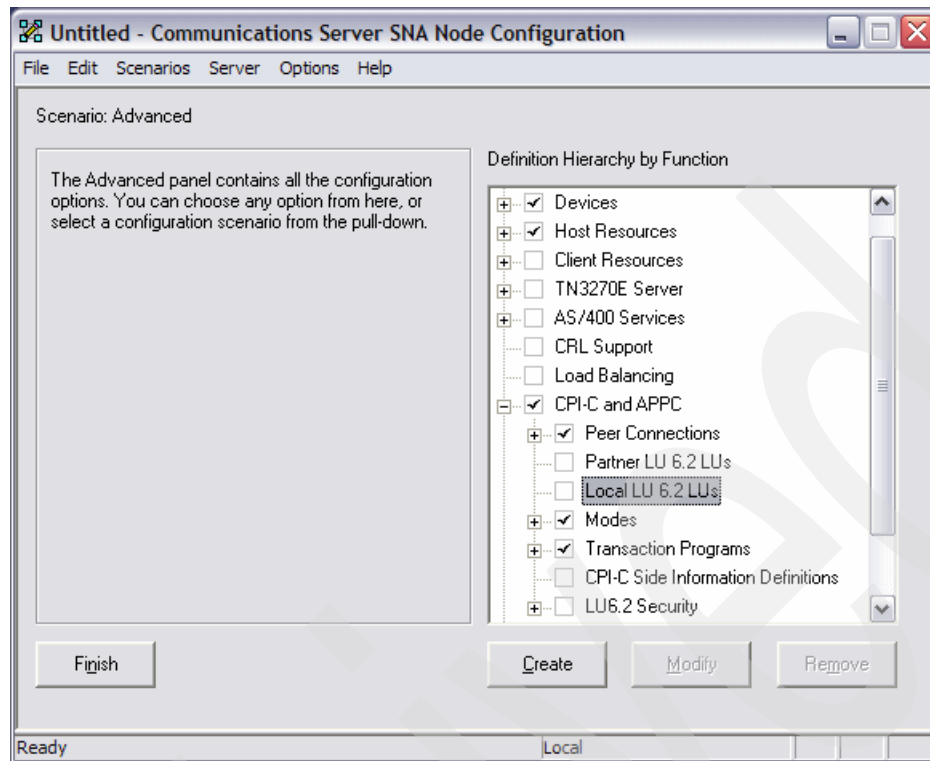 Untitled - Communications Server SNA Node Configuration
File Edit Scenarios Server Options Help
Scenario: Advanced
The Advanced panel contains all the configuration
options. You can choose any option from here, or
select a configuration scenario from the pull-down.
Definition Hierarchy by Function
Devices
Host Resources
Client Resources
TN3270E Server
AS/400 Services
CRL Support
Load Balancing
CPI-C and APPC
Peer Connections
Partner LU 6.2 LUs
Local LU 6.2 LUs
Modes
Transaction Programs
CPI-C Side Information Definitions
LU6.2 Security
Finish
Create
Modify
Remove
Ready
Local